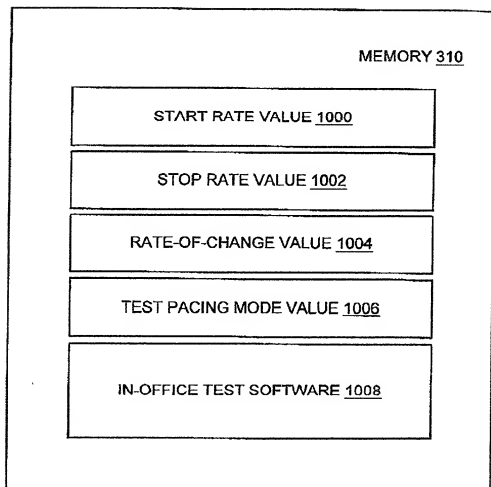 MEMORY 310
START RATE VALUE 1000
STOP RATE VALUE 1002
RATE-OF-CHANGE VALUE 1004
TEST PACING MODE VALUE 1006
IN-OFFICE TEST SOFTWARE 1008